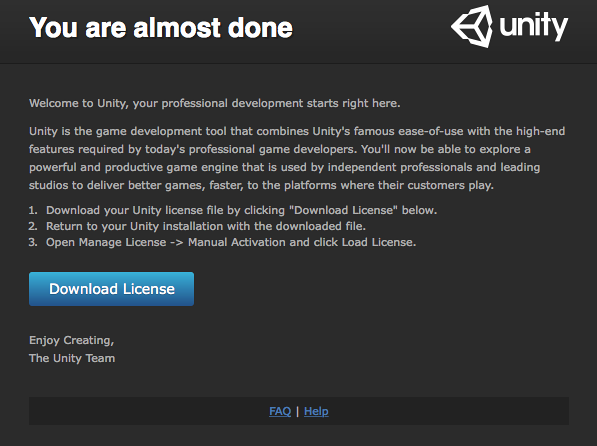 You are almost done
unity
Welcome to Unity, your professional development starts right here.
Unity is the game development tool that combines Unity's famous ease-of-use with the high-end
features required by today's professional game developers. You'll now be able to explore a
powerful and productive game engine that is used by independent professionals and leading
studios to deliver better games, faster, to the platforms where their customers play.
1. Download your Unity license file by clicking "Download License" below.
2. Return to your Unity installation with the downloaded file.
3. Open Manage License -> Manual Activation and click Load License.
Download License
Enjoy Creating,
The Unity Team
FAQ | Help